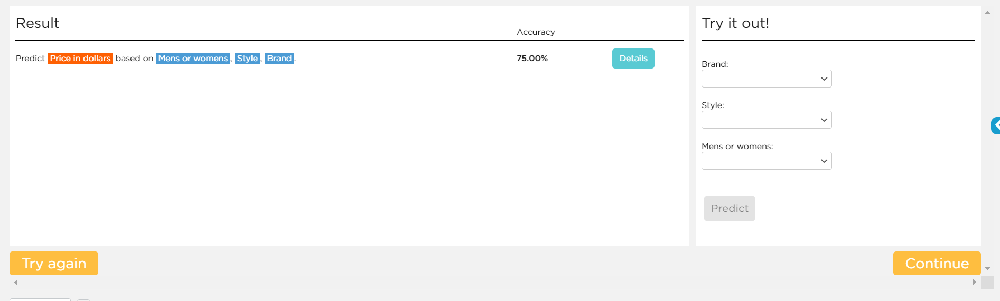 Result
Accuracy
Predict Price in dollars based on Mens or womens, Style, Brand.
75.00%
Details
Try it out!
Brand:
Style:
Mens or womens:
Predict
Try again
Continue